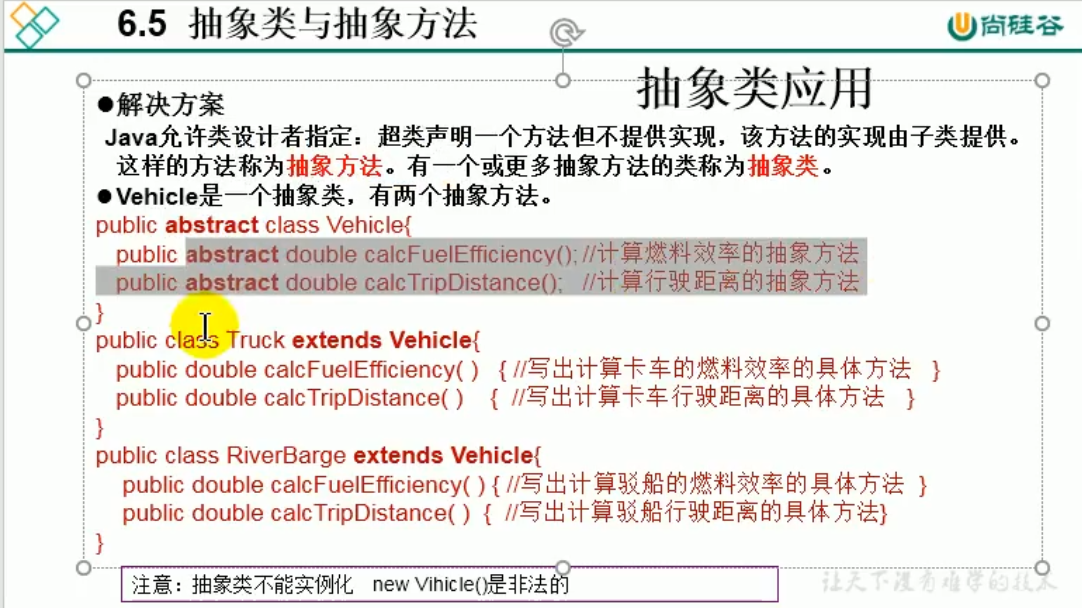 6.5 抽象类与抽象方法
尚硅谷
抽象类应用
●解决方案
Java允许类设计者指定：超类声明一个方法但不提供实现，该方法的实现由子类提供。
这样的方法称为抽象方法。有一个或更多抽象方法的类称为抽象类。
●Vehicle是一个抽象类，有两个抽象方法。
public abstract class Vehicle{
public abstract double calcFuelEfficiency(); //计算燃料效率的抽象方法
public abstract double calcTripDistance(); //计算行驶距离的抽象方法
}
public class Truck extends Vehicle{
public double calcFuelEfficiency( ) { //写出计算卡车的燃料效率的具体方法 }
public double calcTripDistance( ) { //写出计算卡车行驶距离的具体方法 }
}
public class RiverBarge extends Vehicle{
public double calcFuelEfficiency( ) { //写出计算驳船的燃料效率的具体方法 }
public double calcTripDistance( ) { //写出计算驳船行驶距离的具体方法}
}
注意：抽象类不能实例化 new Vihicle()是非法的
让天下没有难学的技术